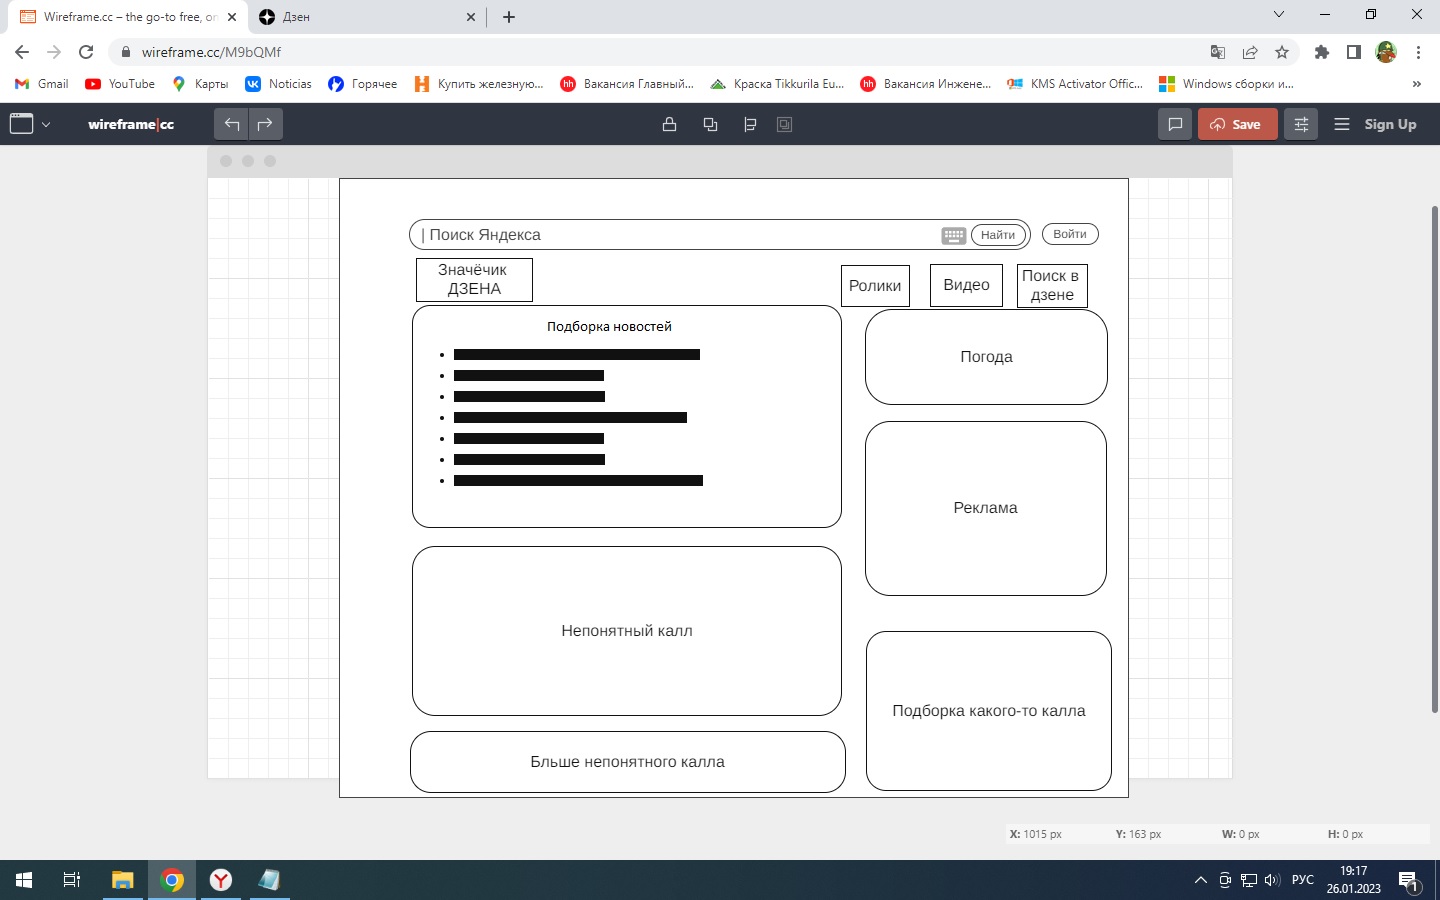 Wireframe.cc – the go-to free, on
Дзен
wireframe.cc/M9bQMf
Gmail
YouTube
Карты
Noticias
Горячее
Купить железную...
Вакансия Главный...
Краска Tikkurila Eu...
Вакансия Инжене...
KMS Activator Offic...
Windows сборки и...
»
wireframe|cc
Save
Sign Up
| Поиск Яндекса
Найти
Войти
Значёчик
ДЗЕНА
Ролики
Видео
Поиск в
дзене
Подборка новостей
Погода
Реклама
Непонятный калл
Подборка какого-то калла
Бльше непонятного калла
X: 1015 px
Y: 163 px
W: 0 px
H: 0 px
РУС
19:17
26.01.2023
1